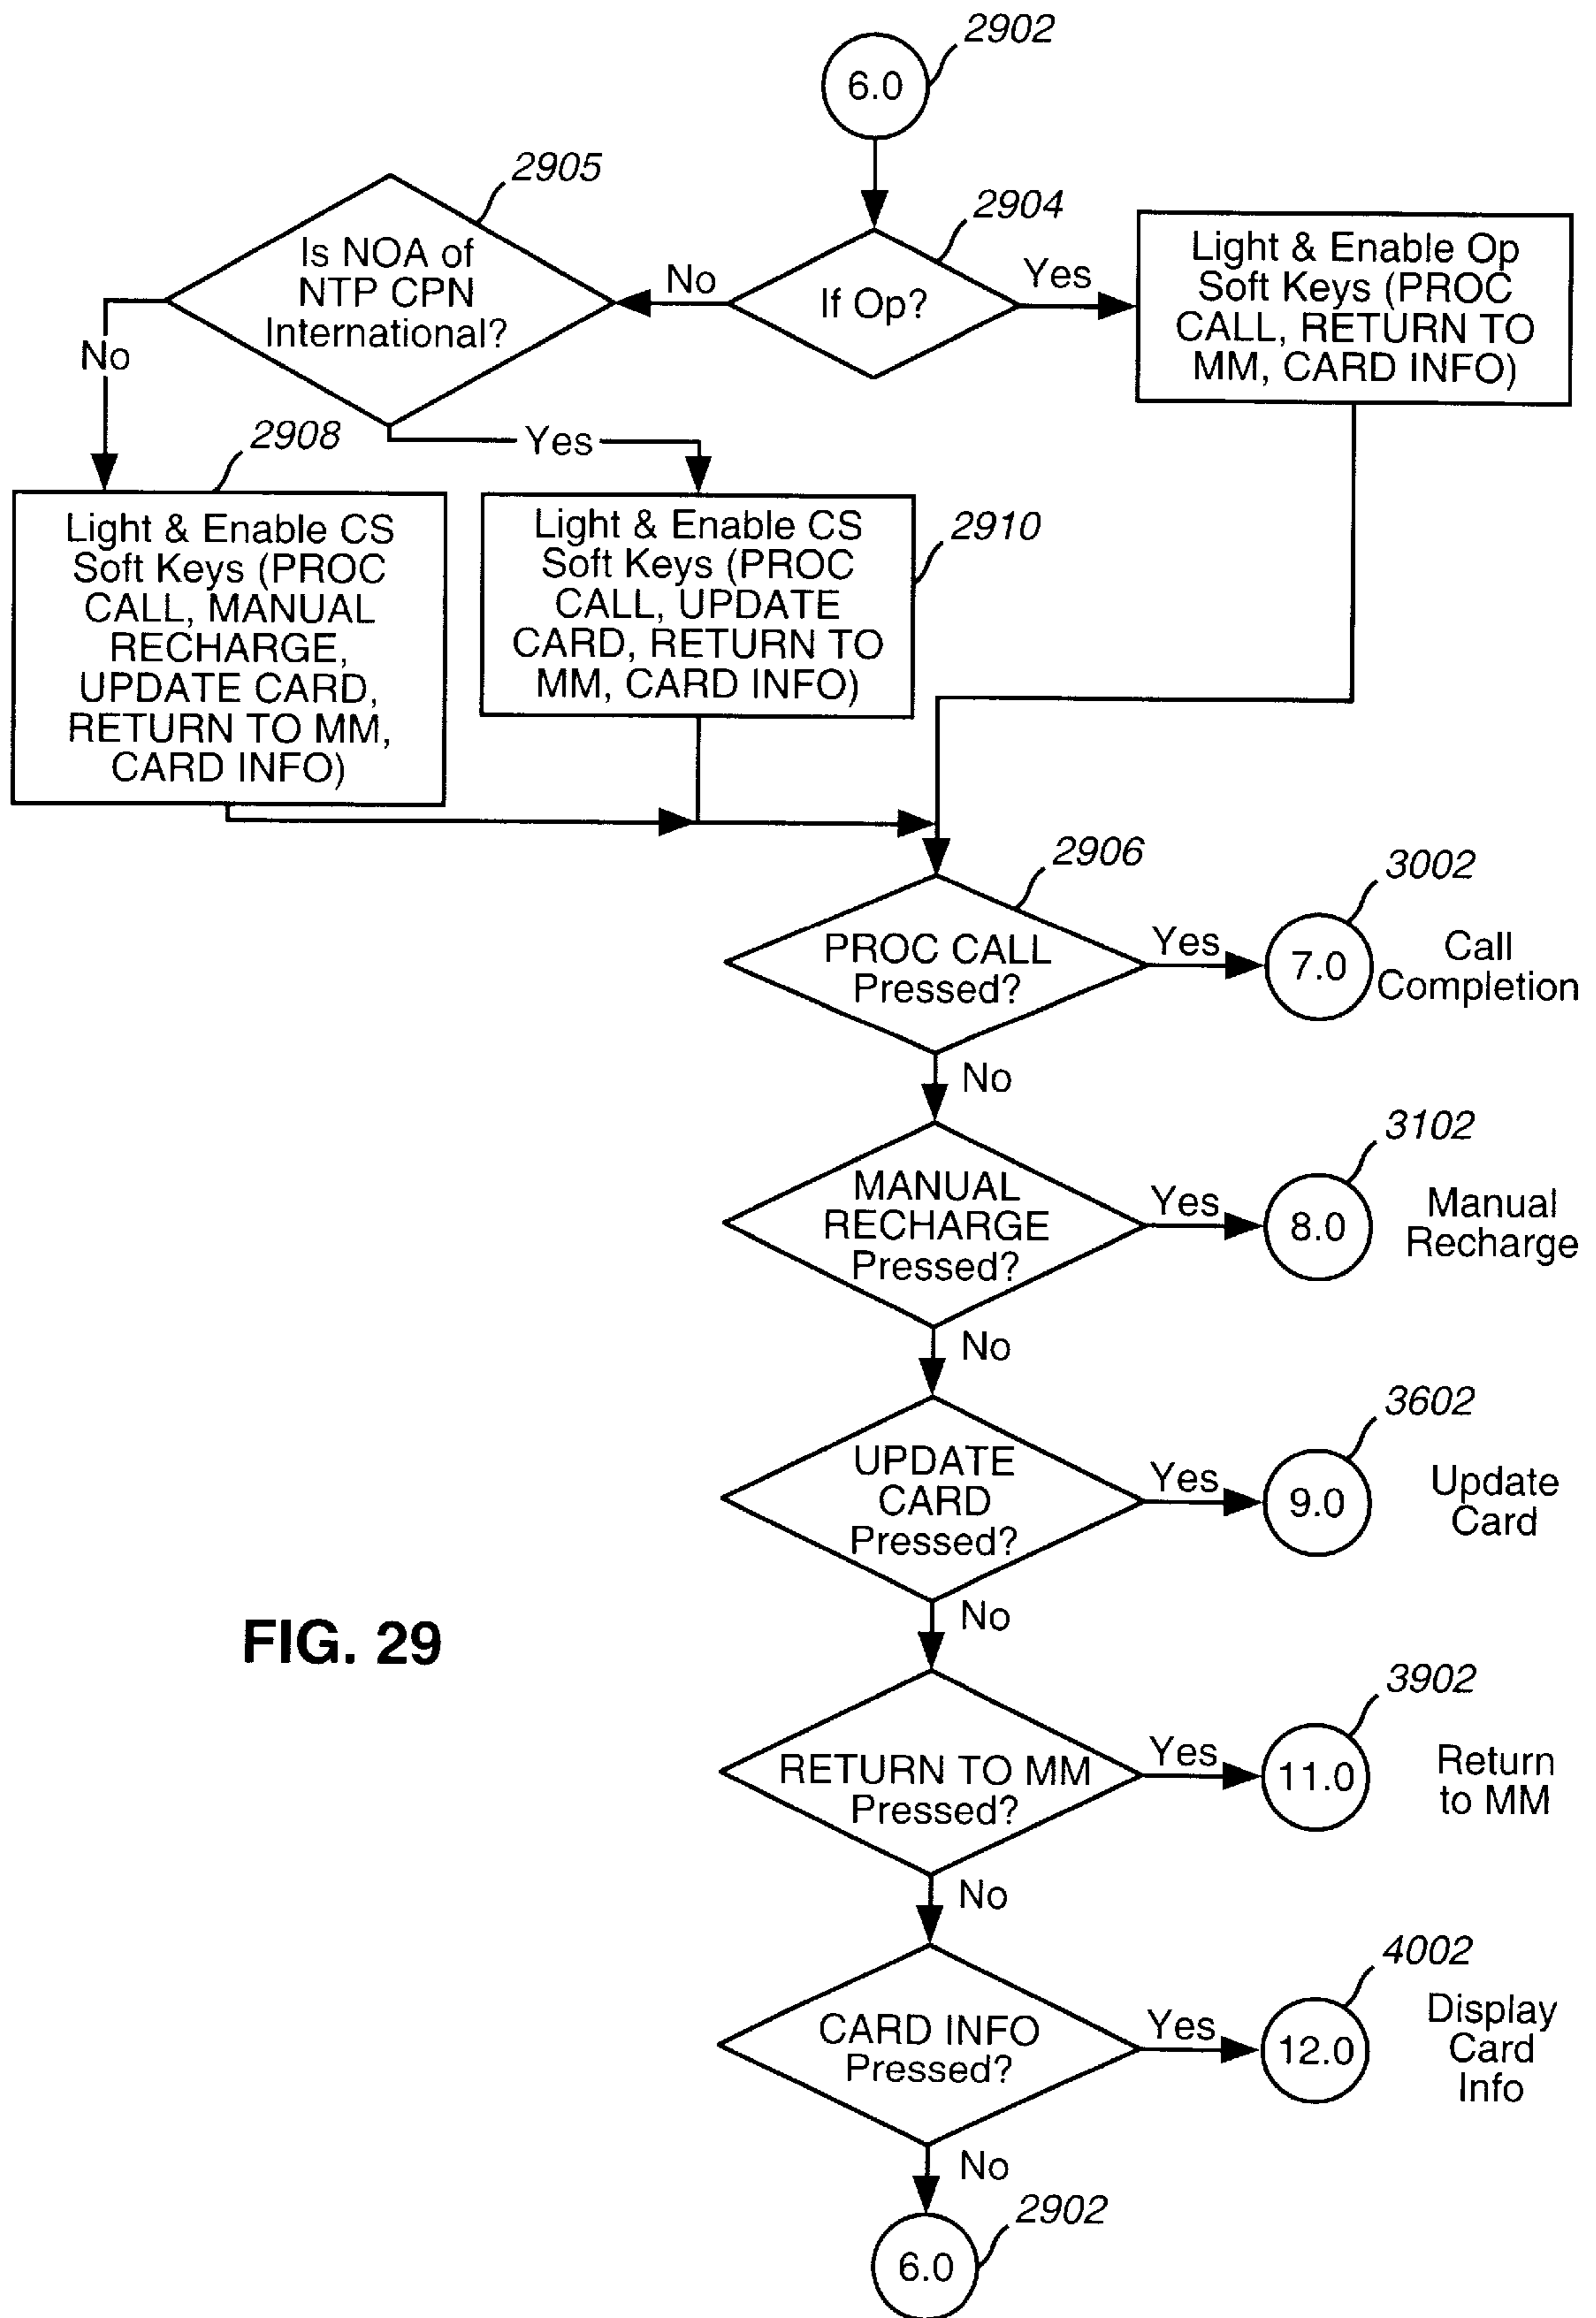 2902
6.0
2905
2904
Is NOA of
NTP CPN
International?
No
If Op?
Yes
Light & Enable Op
Soft Keys (PROC
CALL, RETURN TO
MM, CARD INFO)
No
Yes
2908
Light & Enable CS
Soft Keys (PROC
CALL, MANUAL
RECHARGE,
UPDATE CARD,
RETURN TO MM,
CARD INFO)
Light & Enable CS
Soft Keys (PROC
CALL, UPDATE
CARD, RETURN TO
MM, CARD INFO)
2910
2906
PROC CALL
Pressed?
Yes
3002
7.0
Call
Completion
No
MANUAL
RECHARGE
Pressed?
Yes
3102
8.0
Manual
Recharge
No
UPDATE
CARD
Pressed?
Yes
3602
9.0
Update
Card
No
FIG. 29
RETURN TO MM
Pressed?
Yes
3902
11.0
Return
to MM
No
CARD INFO
Pressed?
Yes
4002
12.0
Display
Card
Info
No
2902
6.0